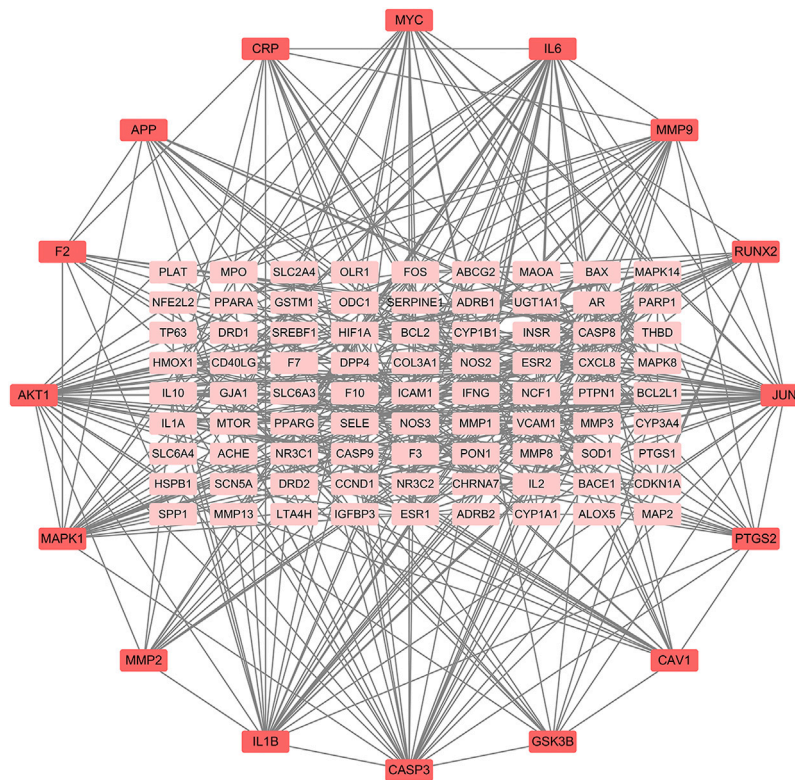 MYC
CRP
IL6
APP
MMP9
F2
RUNX2
PLAT MPO SLC2A4 OLR1 FOS ABCG2 MAOA BAX MAPK14
NFE2L2 PPARA GSTM1 ODC1 SERPINE1 ADRB1 UGT1A1 AR PARP1
TP63 DRD1 SREBF1 HIF1A BCL2 CYP1B1 INSR CASP8 THBD
HMOX1 CD40LG F7 DPP4 COL3A1 NOS2 ESR2 CXCL8 MAPK8
AKT1 IL10 GJA1 SLC6A3 F10 ICAM1 IFNG NCF1 PTPN1 BCL2L1 JUN
IL1A MTOR PPARG SELE NOS3 MMP1 VCAM1 MMP3 CYP3A4
SLC6A4 ACHE NR3C1 CASP9 F3 PON1 MMP8 SOD1 PTGS1
HSPB1 SCN5A DRD2 CCND1 NR3C2 CHRNA7 IL2 BACE1 CDKN1A
SPP1 MMP13 LTA4H IGFBP3 ESR1 ADRB2 CYP1A1 ALOX5 MAP2
MAPK1 PTGS2
MMP2 CAV1
IL1B GSK3B
CASP3